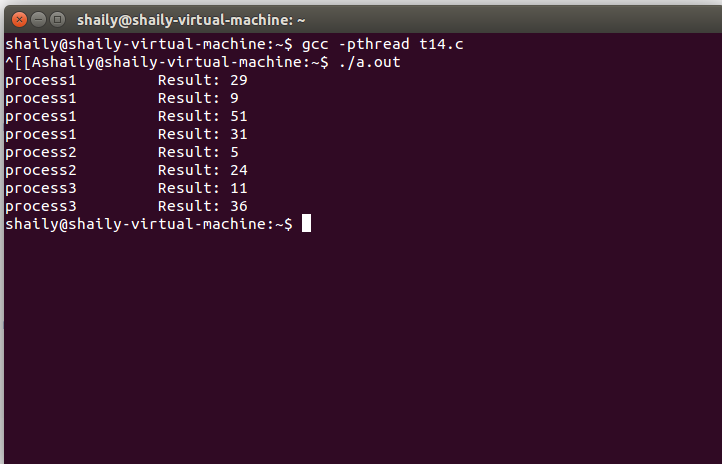 shaily@shaily-virtual-machine: ~
shaily@shaily-virtual-machine:~$ gcc -pthread t14.c
^[[Ashaily@shaily-virtual-machine:~$ ./a.out
process1         Result: 29
process1         Result: 9
process1         Result: 51
process1         Result: 31
process2         Result: 5
process2         Result: 24
process3         Result: 11
process3         Result: 36
shaily@shaily-virtual-machine:~$